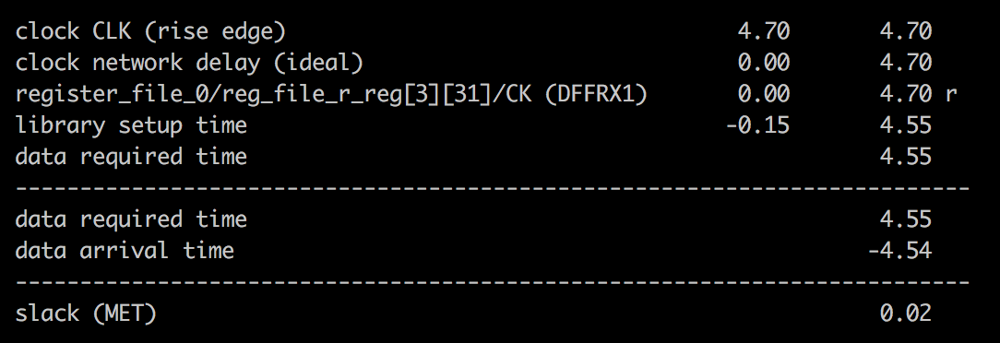 clock CLK (rise edge) 4.70 4.70
clock network delay (ideal) 0.00 4.70
register_file_0/reg_file_r_reg[3][31]/CK (DFFRX1) 0.00 4.70 r
library setup time -0.15 4.55
data required time 4.55
--------------------------------------------------------------------------
data required time 4.55
data arrival time -4.54
--------------------------------------------------------------------------
slack (MET) 0.02